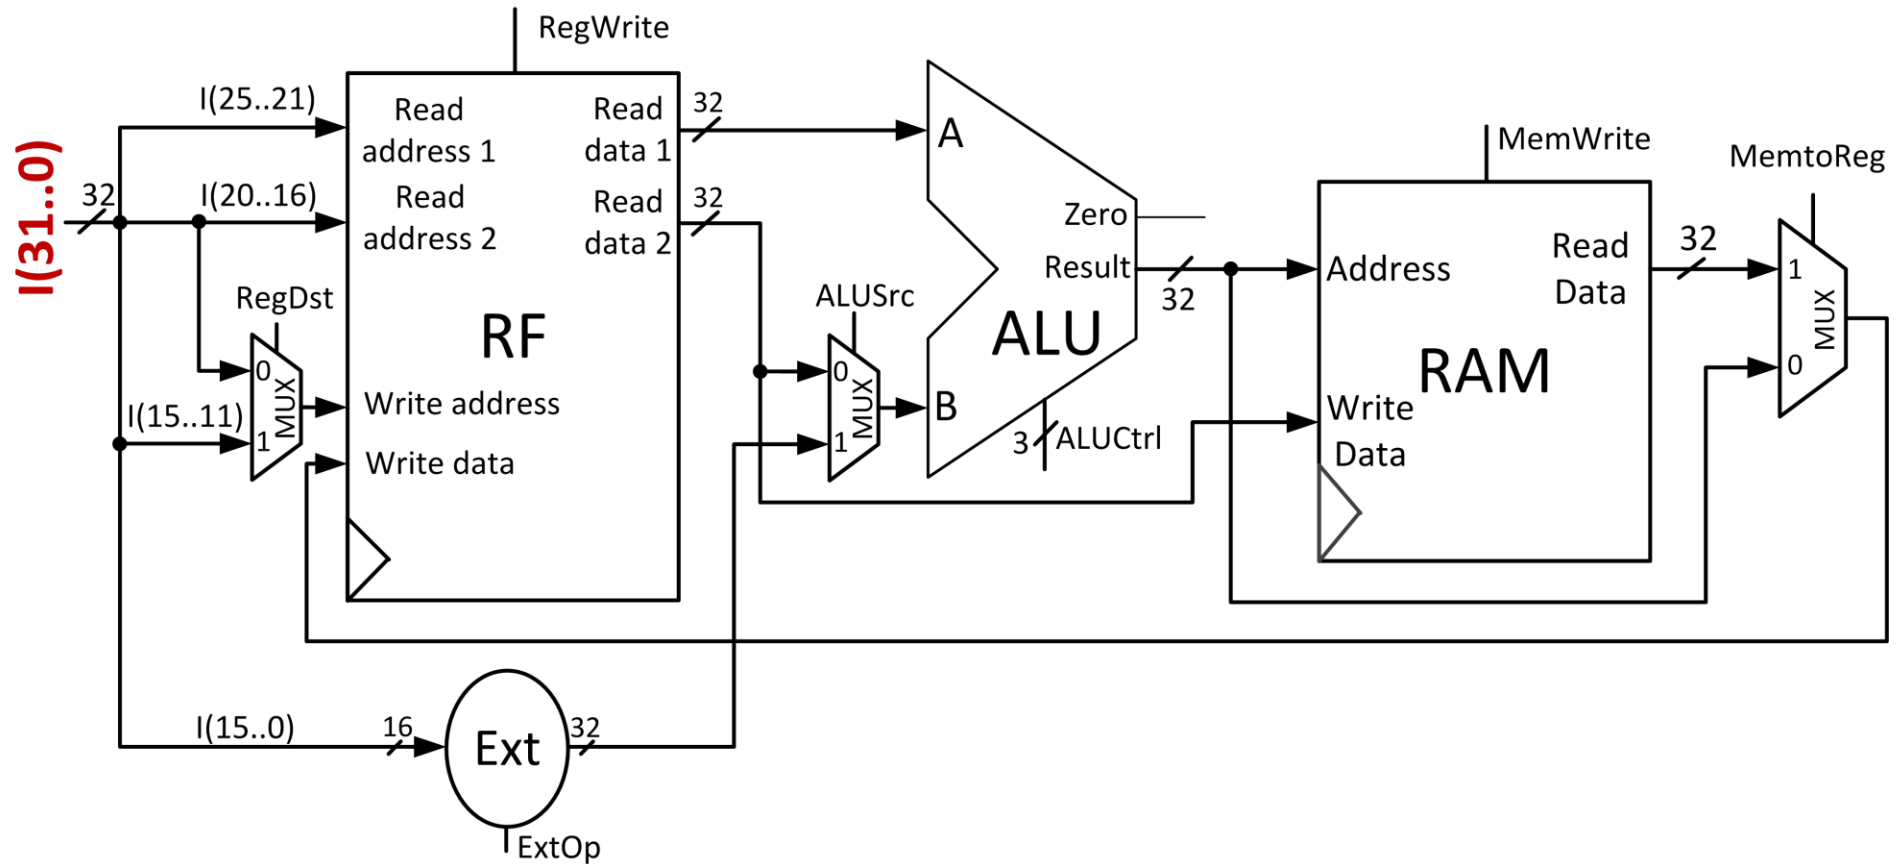 RegWrite
I(25..21)
Read
address 1
Read
data 1
32
A
I(31..0)
32
I(20..16)
Read
address 2
Read
data 2
32
MemWrite
MemtoReg
Zero
Result
32
Address
Read
Data
32
1
MUX
0
RegDst
0
MUX
1
RF
ALUSrc
0
MUX
1
ALU
RAM
I(15..11)
Write address
B
3
ALUCtrl
Write
Data
Write data
I(15..0)
16
Ext
32
ExtOp